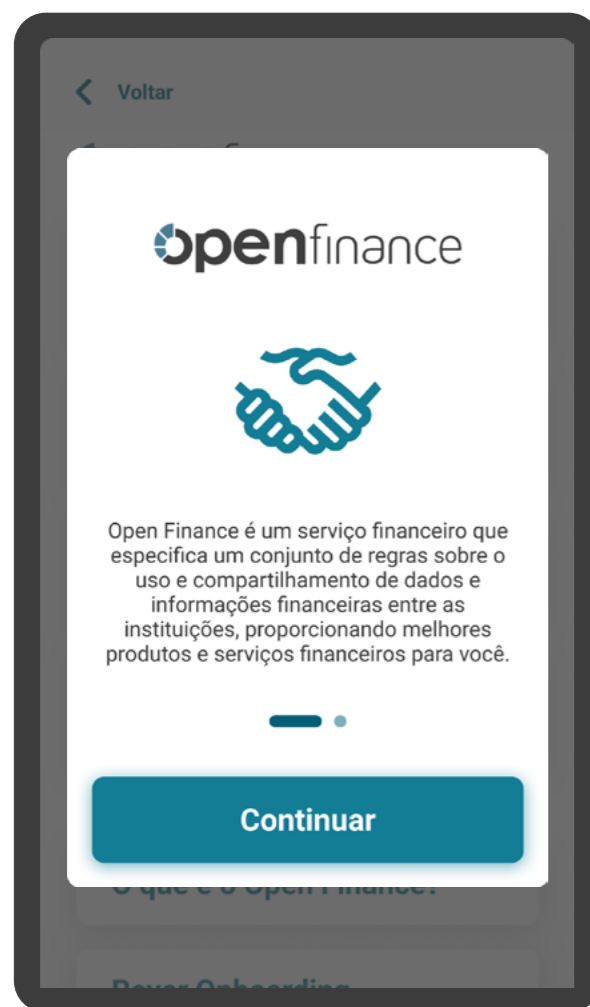 Voltar
openfinance
Open Finance é um serviço financeiro que
especifica um conjunto de regras sobre o
uso e compartilhamento de dados e
informações financeiras entre as
instituições, proporcionando melhores
produtos e serviços financeiros para você.
Continuar
O que é o Open Finance?
Rever Onboarding